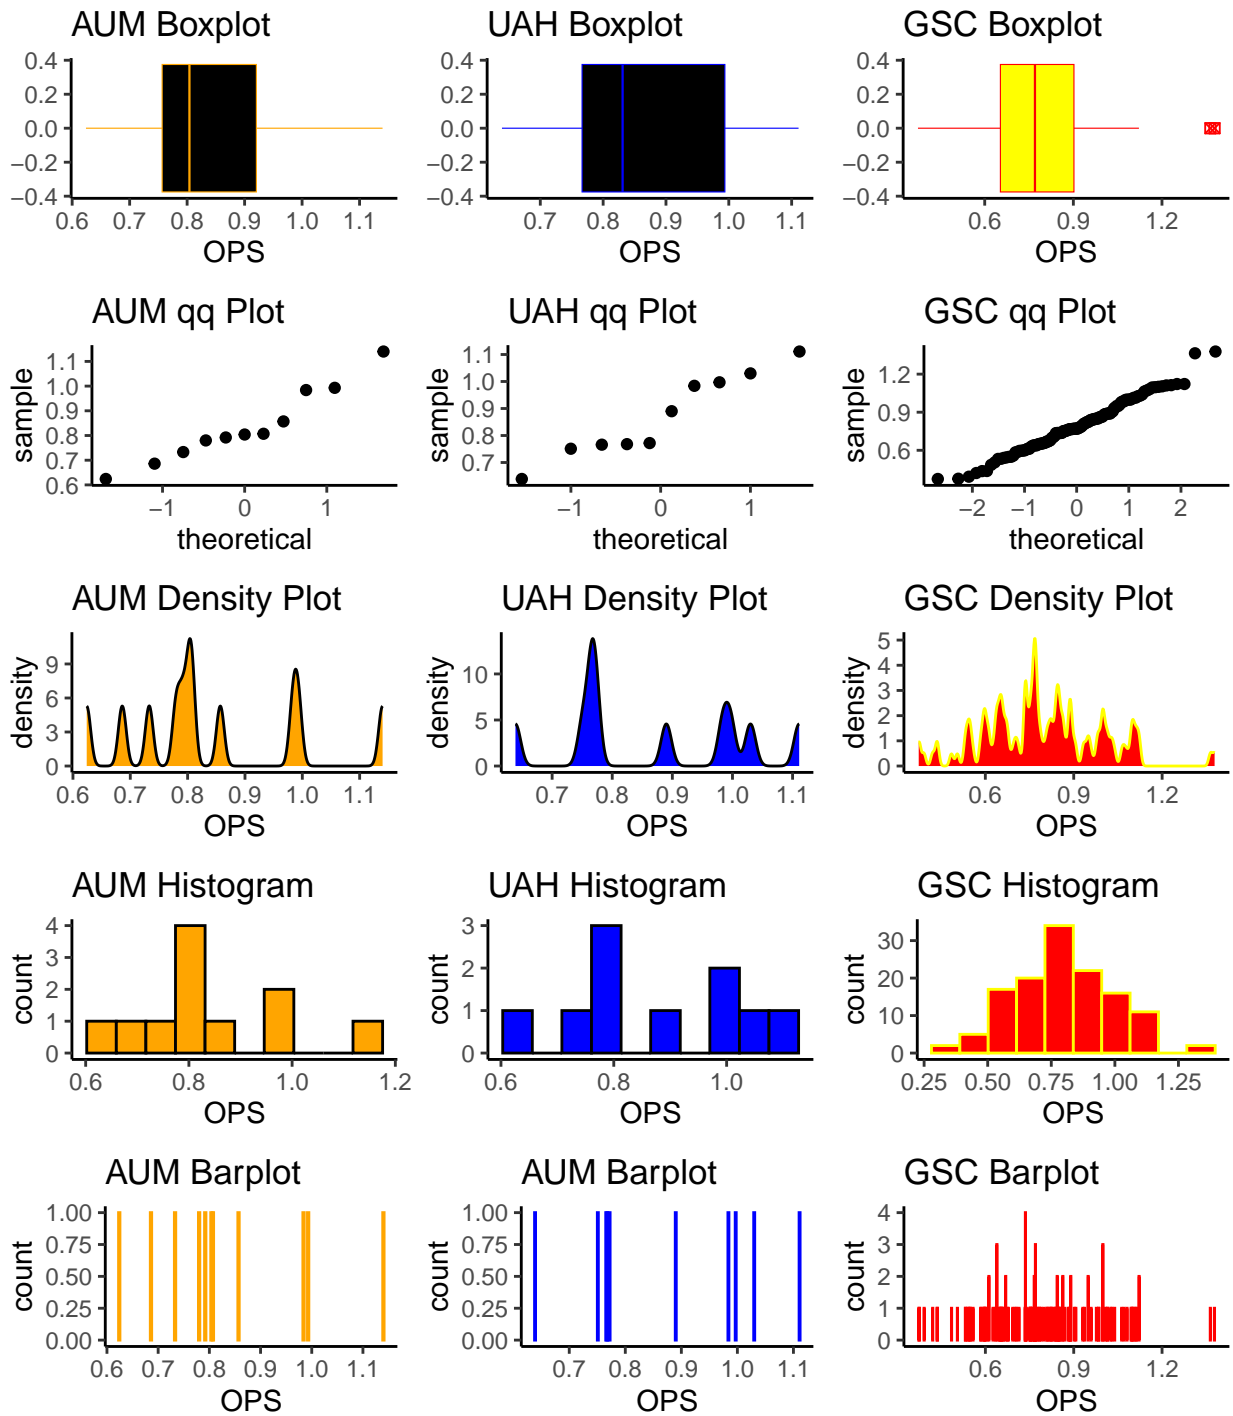 AUM Boxplot
0.4
0.2
0.0
−0.2
−0.4
0.6 0.7 0.8 0.9 1.0 1.1
OPS
UAH Boxplot
0.4
0.2
0.0
−0.2
−0.4
0.7 0.8 0.9 1.0 1.1
OPS
GSC Boxplot
0.4
0.2
0.0
−0.2
−0.4
0.6 0.9 1.2
OPS
AUM qq Plot
sample
1.1
1.0
0.9
0.8
0.7
0.6
−1 0 1
theoretical
UAH qq Plot
sample
1.1
1.0
0.9
0.8
0.7
−1 0 1
theoretical
GSC qq Plot
sample
1.2
0.9
0.6
−2 −1 0 1 2
theoretical
AUM Density Plot
density
9
6
3
0
0.6 0.7 0.8 0.9 1.0 1.1
OPS
UAH Density Plot
density
10
5
0
0.7 0.8 0.9 1.0 1.1
OPS
GSC Density Plot
density
5
4
3
2
1
0
0.6 0.9 1.2
OPS
AUM Histogram
count
4
3
2
1
0
0.6 0.8 1.0 1.2
OPS
UAH Histogram
count
3
2
1
0
0.6 0.8 1.0
OPS
GSC Histogram
count
30
20
10
0
0.25 0.50 0.75 1.00 1.25
OPS
AUM Barplot
count
1.00
0.75
0.50
0.25
0.00
0.6 0.7 0.8 0.9 1.0 1.1
OPS
AUM Barplot
count
1.00
0.75
0.50
0.25
0.00
0.7 0.8 0.9 1.0 1.1
OPS
GSC Barplot
count
4
3
2
1
0
0.6 0.9 1.2
OPS